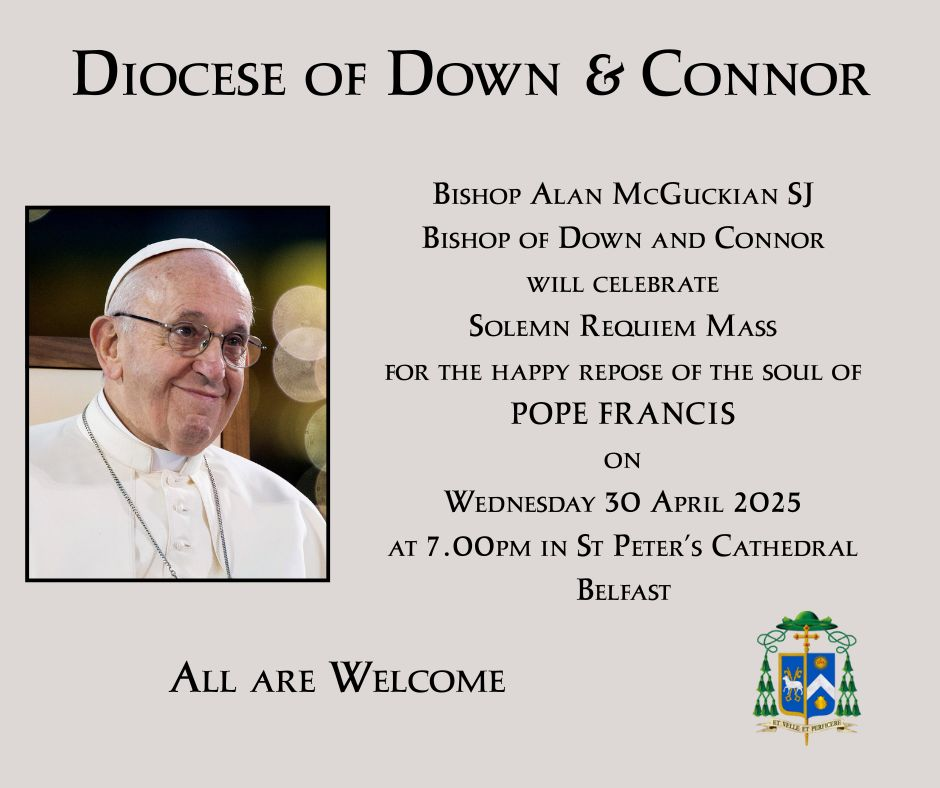 Diocese of Down & Connor
Bishop Alan McGuckian SJ
Bishop of Down and Connor
will celebrate
Solemn Requiem Mass
for the happy repose of the soul of
POPE FRANCIS
on
Wednesday 30 April 2025
at 7.00pm in St Peter's Cathedral
Belfast
All are Welcome
ET VELLE ET PERFICERE